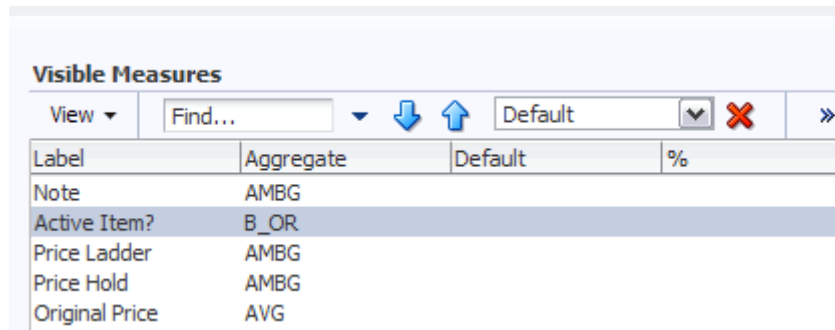 Visible Measures
View Find... Default »
Label Aggregate Default %
Note AMBG
Active Item? B_OR
Price Ladder AMBG
Price Hold AMBG
Original Price AVG